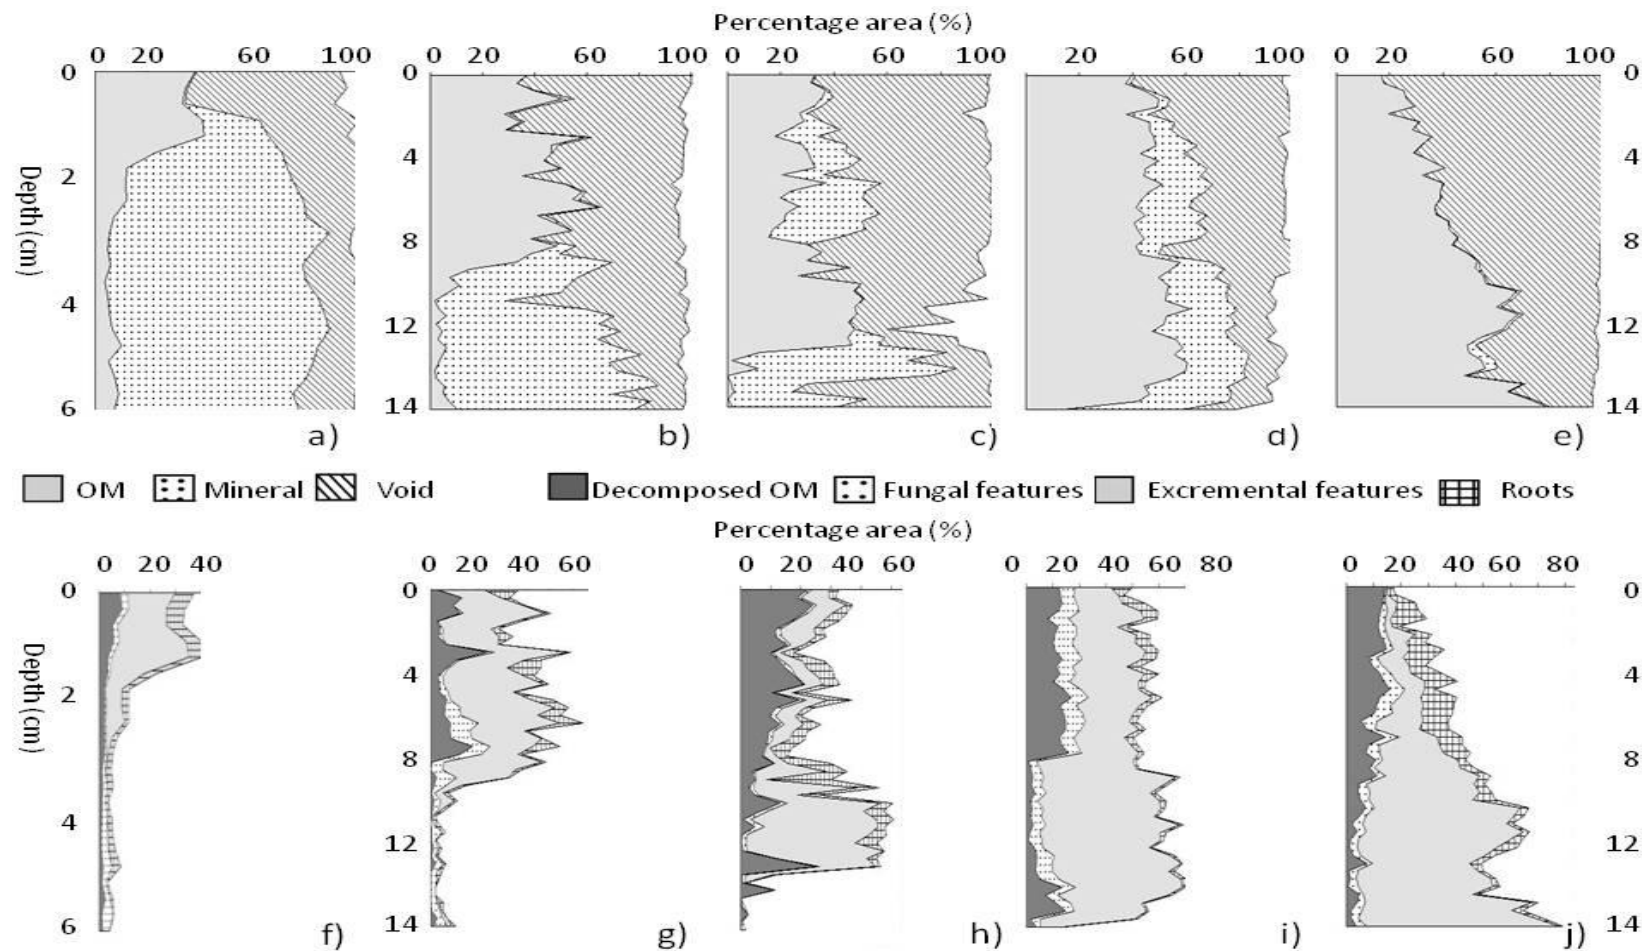 Percentage area (%)
0 20 60 100 0 20 60 100 0 20 60 100 20 60 100 0 20 60 100
0 0 0
4 4
2
8 8
4
12 12
6 14 14
Depth (cm)
a) b) c) d) e)
OM Mineral Void Decomposed OM Fungal features Excremental features Roots
Percentage area (%)
0 20 40 0 20 40 60 0 20 40 60 0 20 40 60 80 0 20 40 60 80
0 0 0
4 4
2
8 8
4
12 12
6 14 14
Depth (cm)
f) g) h) i) j)